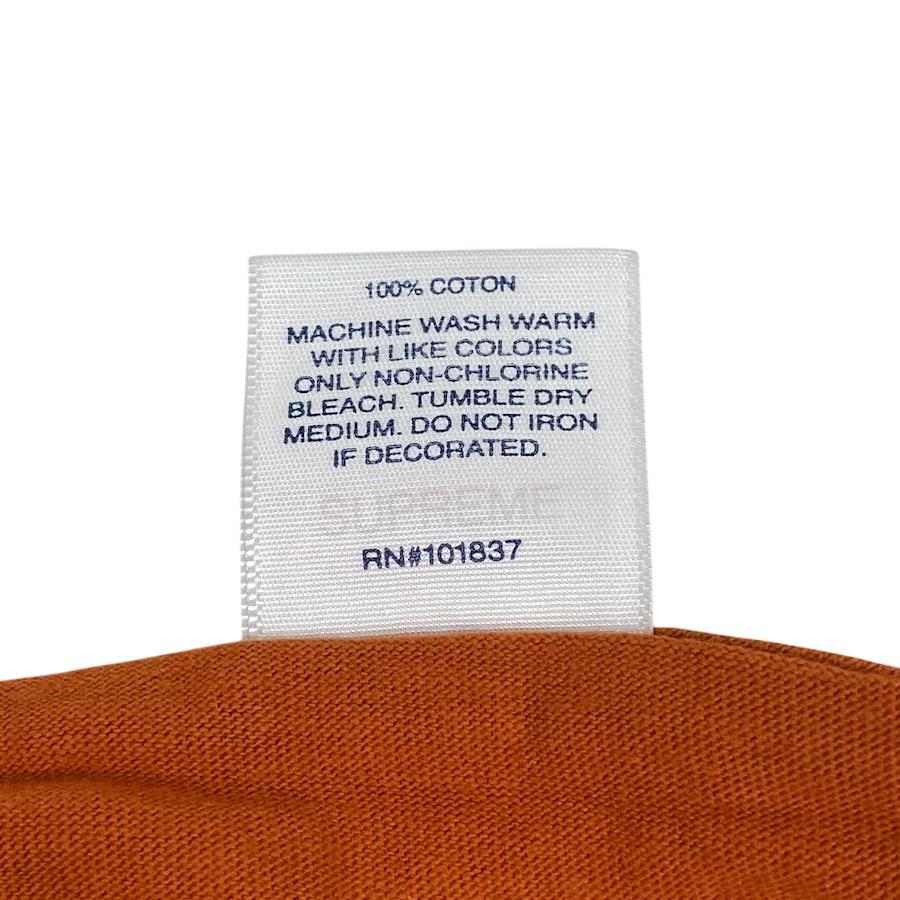 100% COTON
MACHINE WASH WARM
WITH LIKE COLORS
ONLY NON-CHLORINE
BLEACH. TUMBLE DRY
MEDIUM. DO NOT IRON
IF DECORATED.
SUPREME
RN#101837